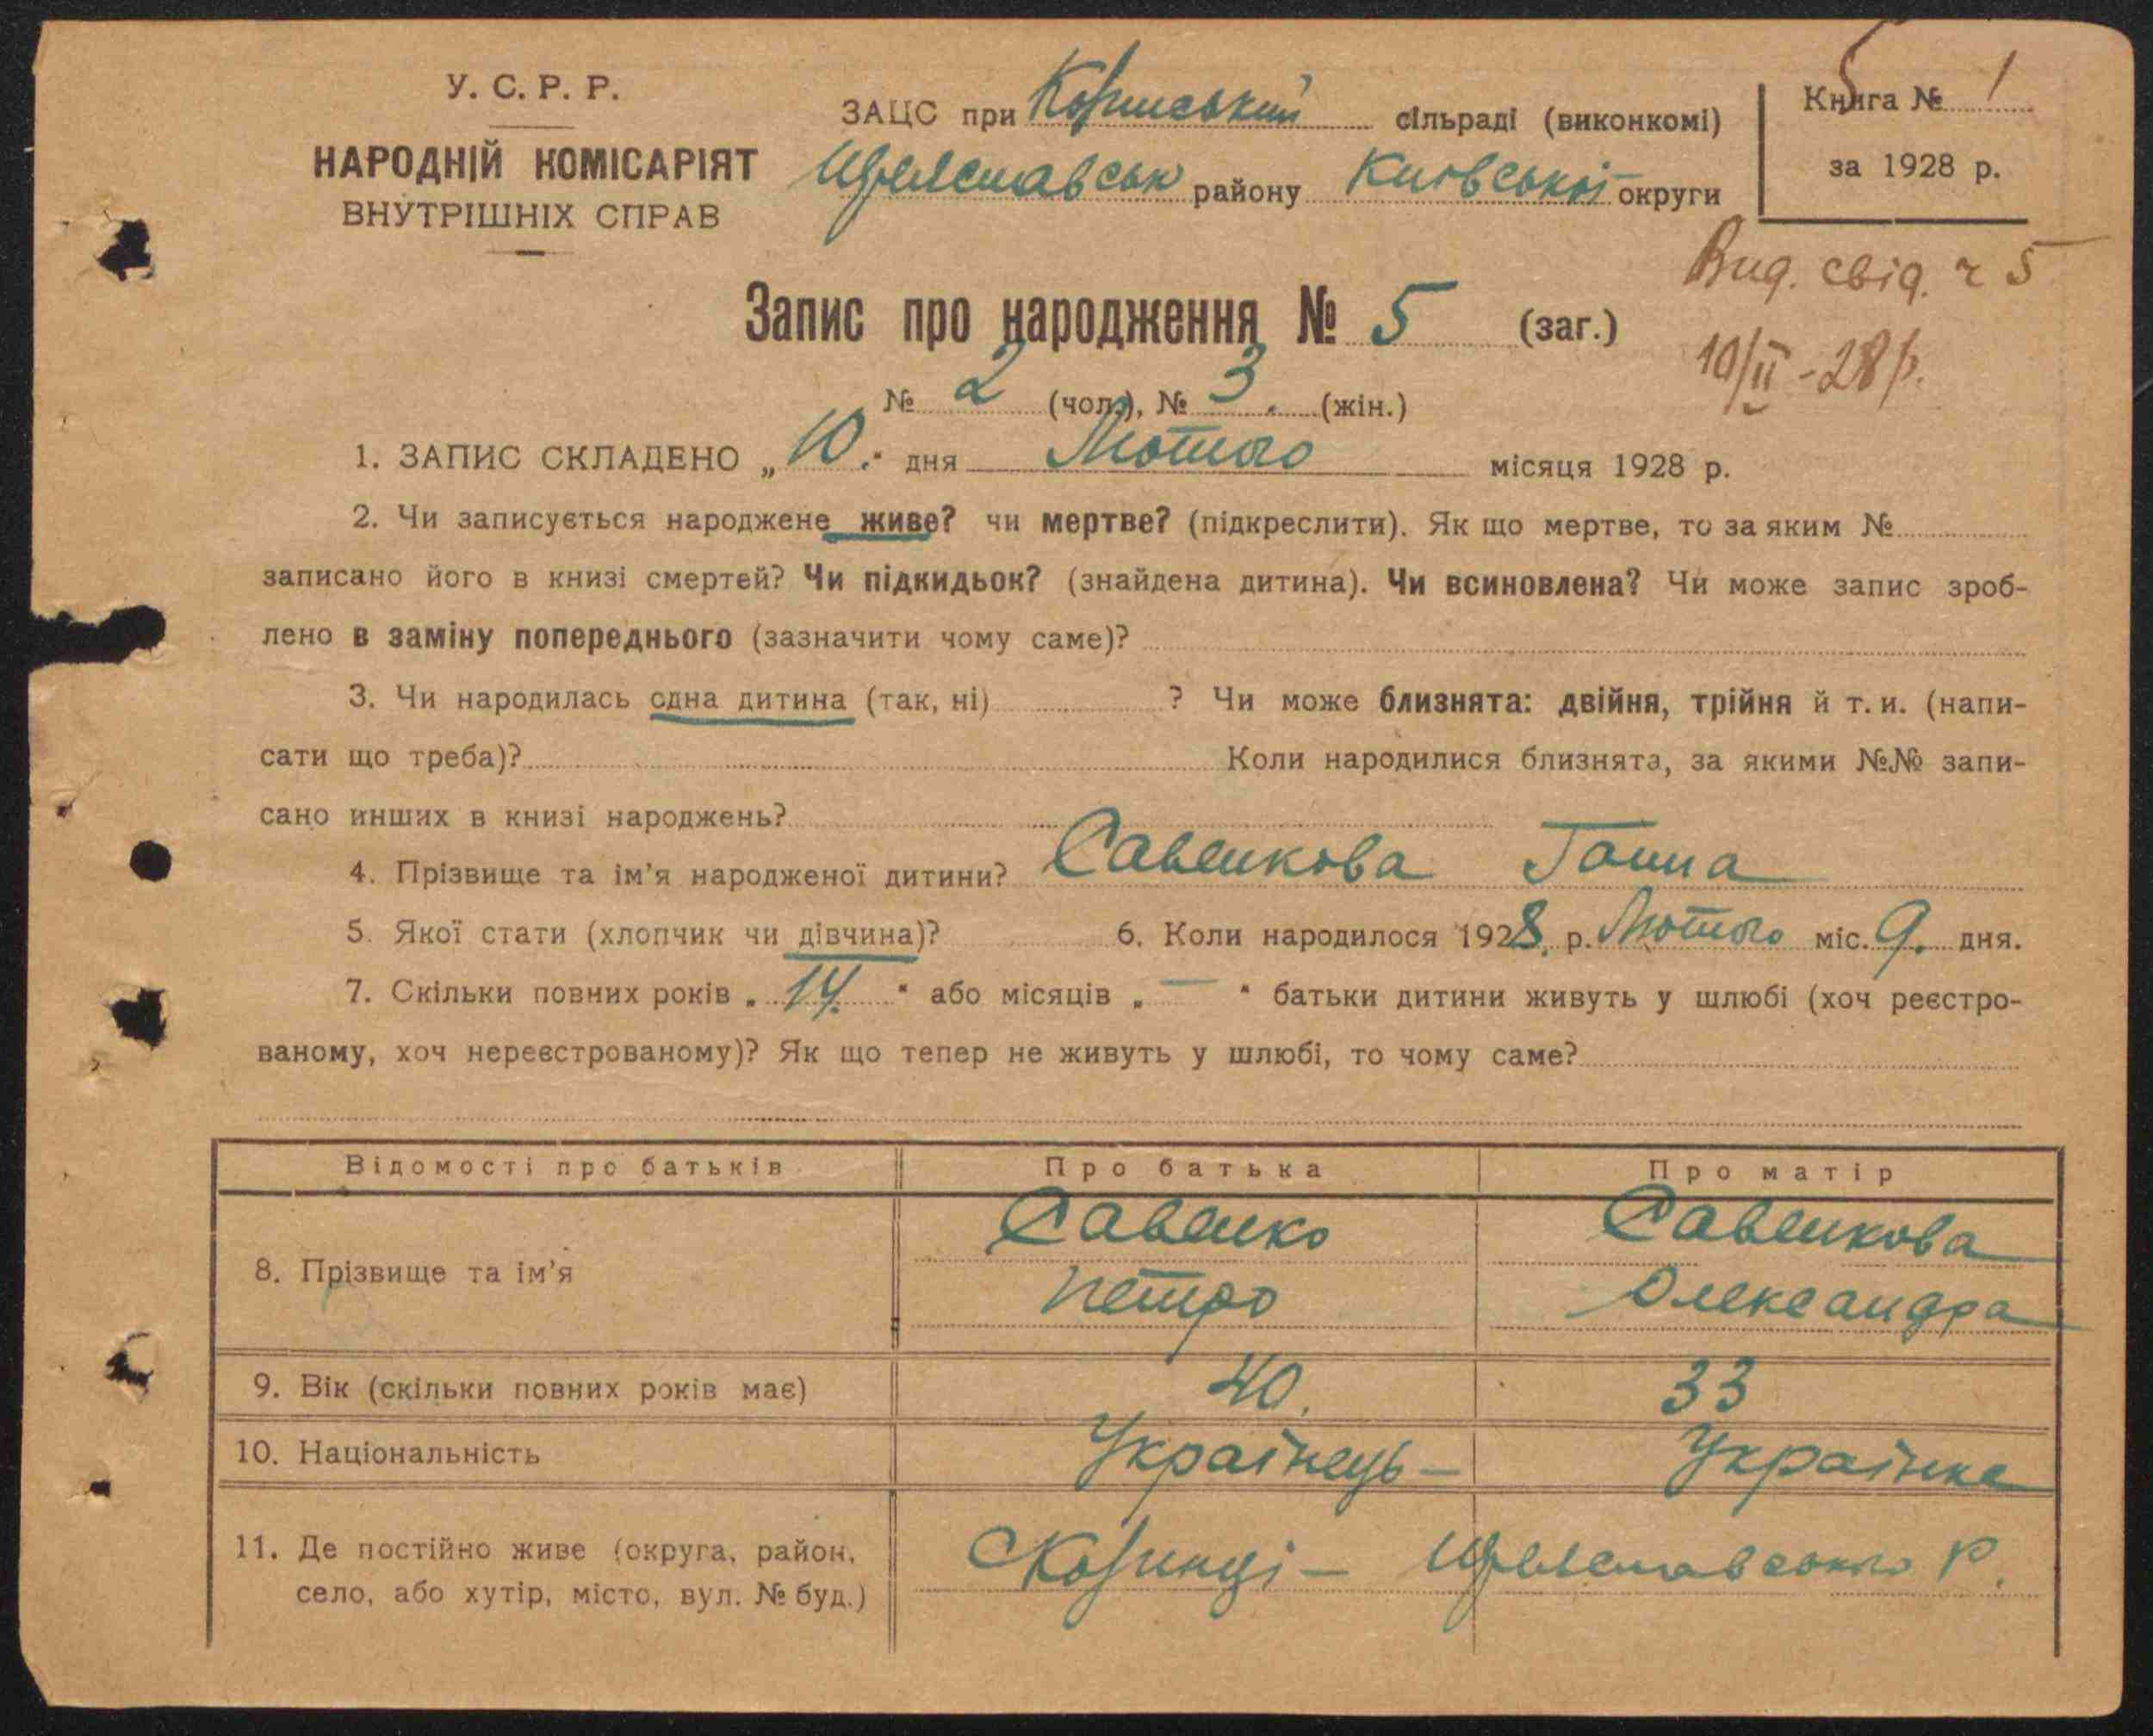 У. С. Р. Р.
НАРОДНІЙ КОМІСАРІЯТ
ВНУТРІШНІХ СПРАВ
ЗАЦС при сільраді (виконкомі)
району Київської округи
Книга № 1
за 1928 р.
5
Вид. свід. ч 5
10/II - 28 р.
Запис про народження № 5 (заг.)
№ 2 (чол.), № 3. (жін.)
1. ЗАПИС СКЛАДЕНО „10.“ дня Лютого місяця 1928 р.
2. Чи записується народжене живе? чи мертве? (підкреслити). Як що мертве, то за яким №
записано його в книзі смертей? Чи підкидьок? (знайдена дитина). Чи всиновлена? Чи може запис зроб-
лено в заміну попереднього (зазначити чому саме)?
3. Чи народилась одна дитина (так, ні) ? Чи може близнята: двійня, трійня й т. и. (напи-
сати що треба)? Коли народилися близнята, за якими №№ запи-
сано инших в книзі народжень?
4. Прізвище та ім'я народженої дитини? Савенкова Ганна
5. Якої стати (хлопчик чи дівчина)? 6. Коли народилося 1928. р. Лютого міс. 9. дня.
7. Скільки повних років „14.“ або місяців „—“ батьки дитини живуть у шлюбі (хоч реєстро-
ваному, хоч нереєстрованому)? Як що тепер не живуть у шлюбі, то чому саме?
Відомості про батьків Про батька Про матір
8. Прізвище та ім'я
Савенко Савенкова
Петро Олександра
9. Вік (скільки повних років має) 40. 33
10. Національність Українець — Українка
11. Де постійно живе (округа, район,
село, або хутір, місто, вул. № буд.)
Р.